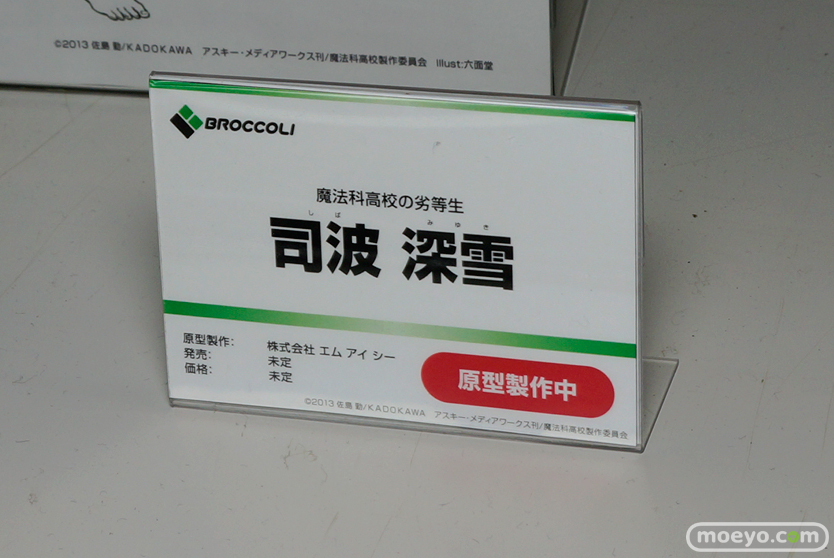 ©2013 佐島 勤/KADOKAWA アスキー・メディアワークス刊/魔法科高校製作委員会 Illust:六面堂
BROCCOLI
魔法科高校の劣等生
しば みゆき
司波 深雪
原型製作: 株式会社 エム アイ シー
発売: 未定
価格: 未定
原型製作中
©2013 佐島 勤/KADOKAWA アスキー・メディアワークス刊/魔法科高校製作委員会
moeyo.com